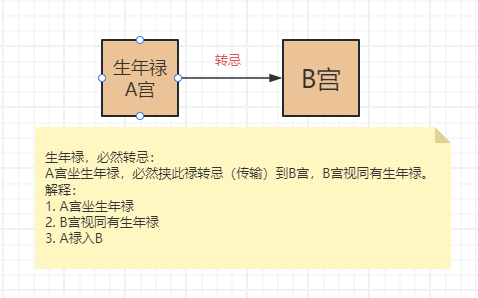 生年禄
A宫
转忌
B宫
生年禄，必然转忌：
A宫坐生年禄，必然挟此禄转忌（传输）到B宫，B宫视同有生年禄。
解释：
1. A宫坐生年禄
2. B宫视同有生年禄
3. A禄入B